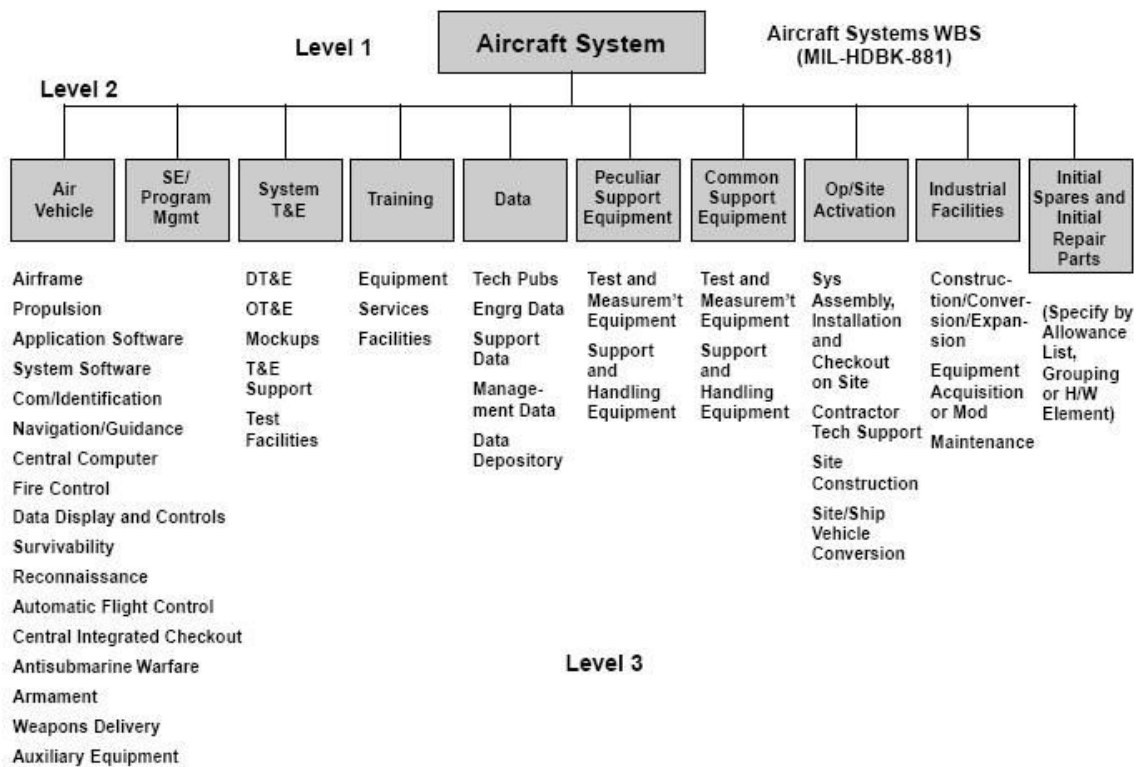 Level 1
Aircraft System
Aircraft Systems WBS
(MIL-HDBK-881)
Level 2
Air
Vehicle
SE/
Program
Mgmt
System
T&E
Training
Data
Peculiar
Support
Equipment
Common
Support
Equipment
Op/Site
Activation
Industrial
Facilities
Initial
Spares and
Initial
Repair
Parts
Airframe
Propulsion
Application Software
System Software
Com/Identification
Navigation/Guidance
Central Computer
Fire Control
Data Display and Controls
Survivability
Reconnaissance
Automatic Flight Control
Central Integrated Checkout
Antisubmarine Warfare
Armament
Weapons Delivery
Auxiliary Equipment
DT&E
OT&E
Mockups
T&E
Support
Test
Facilities
Equipment
Services
Facilities
Tech Pubs
Engrg Data
Support
Data
Manage-
ment Data
Data
Depository
Test and
Measurem't
Equipment
Support
and
Handling
Equipment
Test and
Measurem't
Equipment
Support
and
Handling
Equipment
Sys
Assembly,
Installation
and
Checkout
on Site
Contractor
Tech Support
Site
Construction
Site/Ship
Vehicle
Conversion
Construc-
tion/Conver-
sion/Expan-
sion
Equipment
Acquisition
or Mod
Maintenance
(Specify by
Allowance
List,
Grouping
or H/W
Element)
Level 3